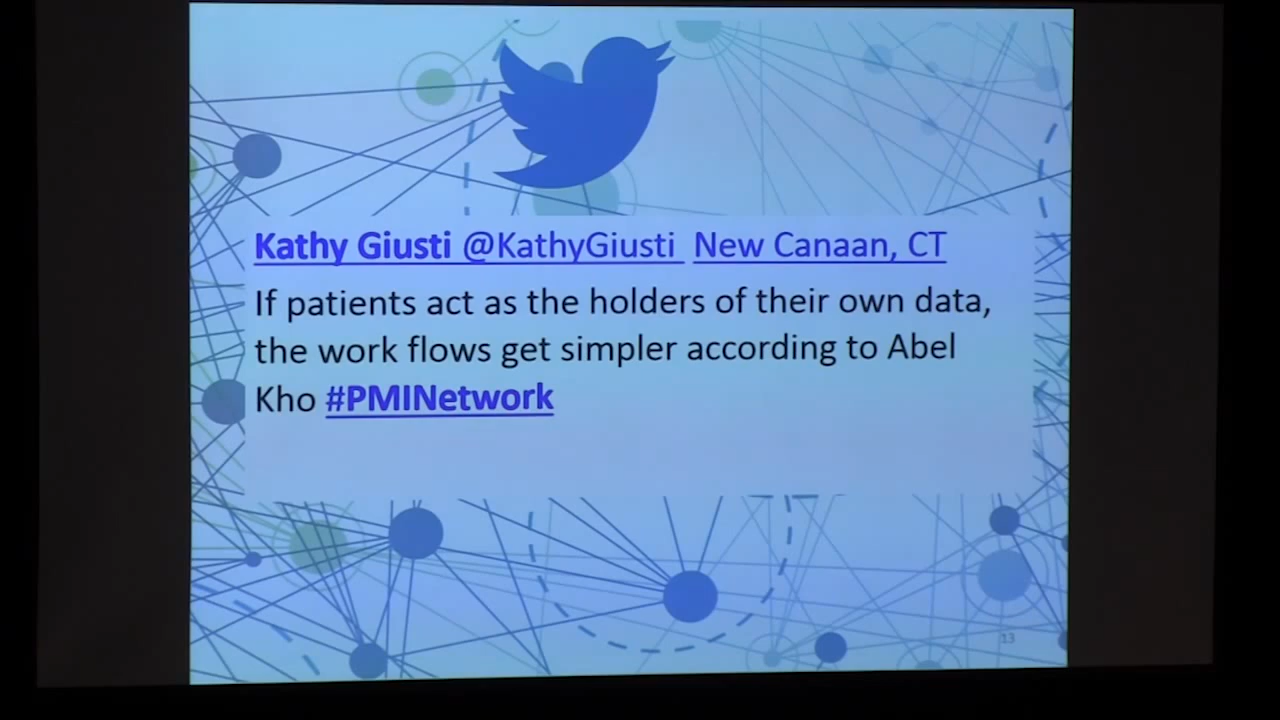 Kathy Giusti @KathyGiusti New Canaan, CT
If patients act as the holders of their own data,
the work flows get simpler according to Abel
Kho #PMINetwork
13